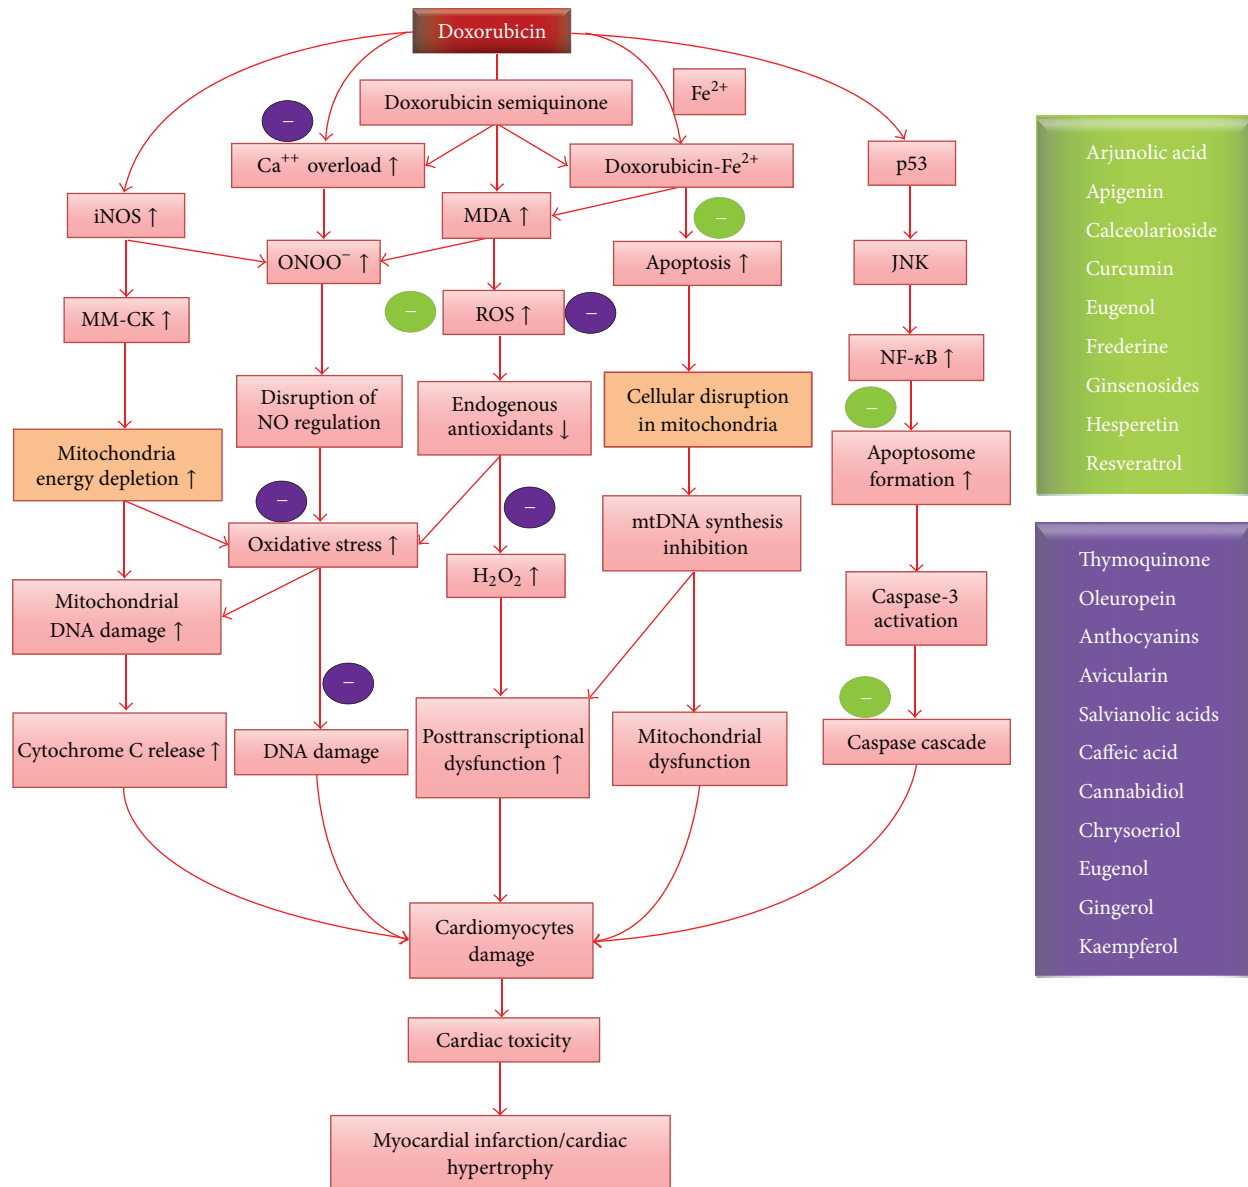 Doxorubicin
Doxorubicin semiquinone
Fe²⁺
−
Ca⁺⁺ overload ↑
Doxorubicin-Fe²⁺
p53
iNOS ↑
MDA ↑
−
ONOO⁻ ↑
Apoptosis ↑
JNK
MM-CK ↑
−
ROS ↑
−
NF-κB ↑
Disruption of
NO regulation
Endogenous
antioxidants ↓
Cellular disruption
in mitochondria
−
Mitochondria
energy depletion ↑
Apoptosome
formation ↑
−
−
Oxidative stress ↑
mtDNA synthesis
inhibition
H₂O₂ ↑
Mitochondrial
DNA damage ↑
Caspase-3
activation
−
−
Cytochrome C release ↑
DNA damage
Posttranscriptional
dysfunction ↑
Mitochondrial
dysfunction
Caspase cascade
Cardiomyocytes
damage
Cardiac toxicity
Myocardial infarction/cardiac
hypertrophy
Arjunolic acid
Apigenin
Calceolarioside
Curcumin
Eugenol
Frederine
Ginsenosides
Hesperetin
Resveratrol
Thymoquinone
Oleuropein
Anthocyanins
Avicularin
Salvianolic acids
Caffeic acid
Cannabidiol
Chrysoeriol
Eugenol
Gingerol
Kaempferol